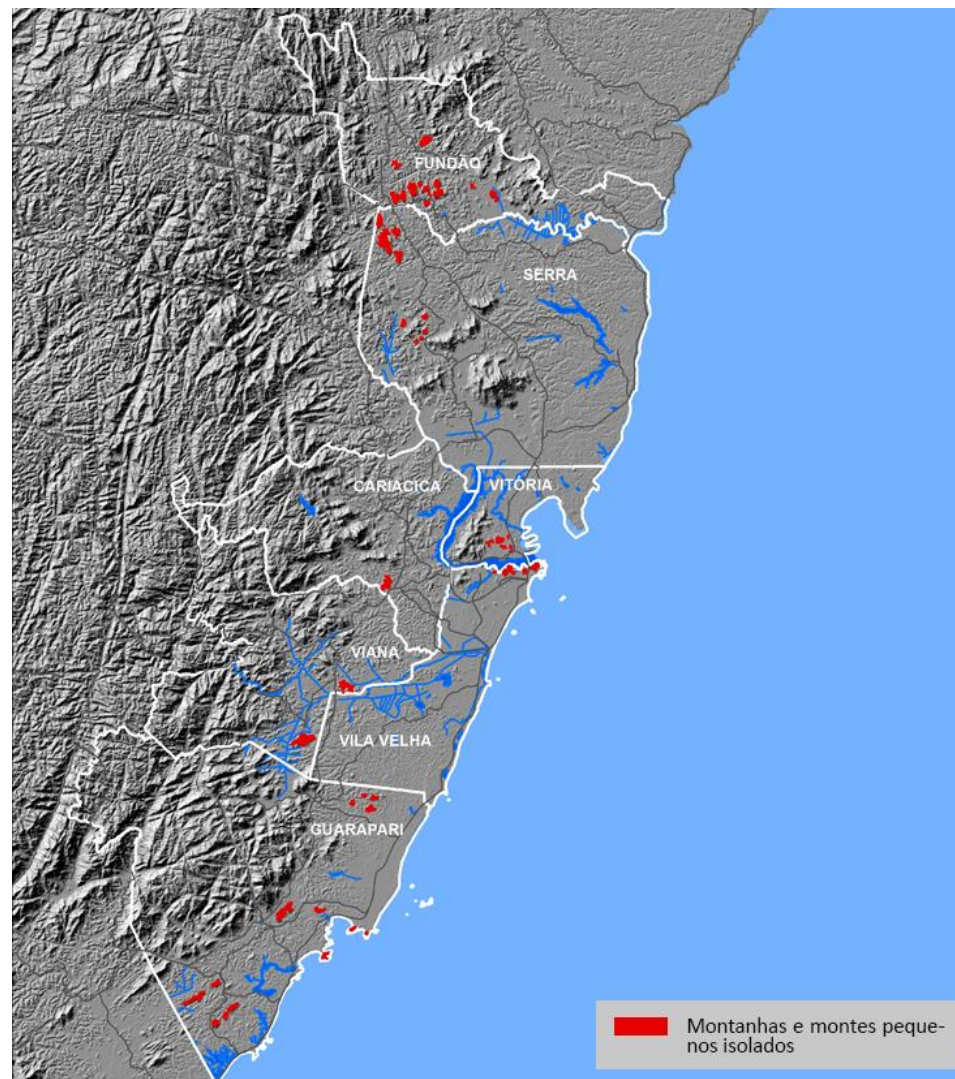 FUNDÃO
SERRA
CARIACICA
VITÓRIA
VIANA
VILA VELHA
GUARAPARI
Montanhas e montes peque-
nos isolados